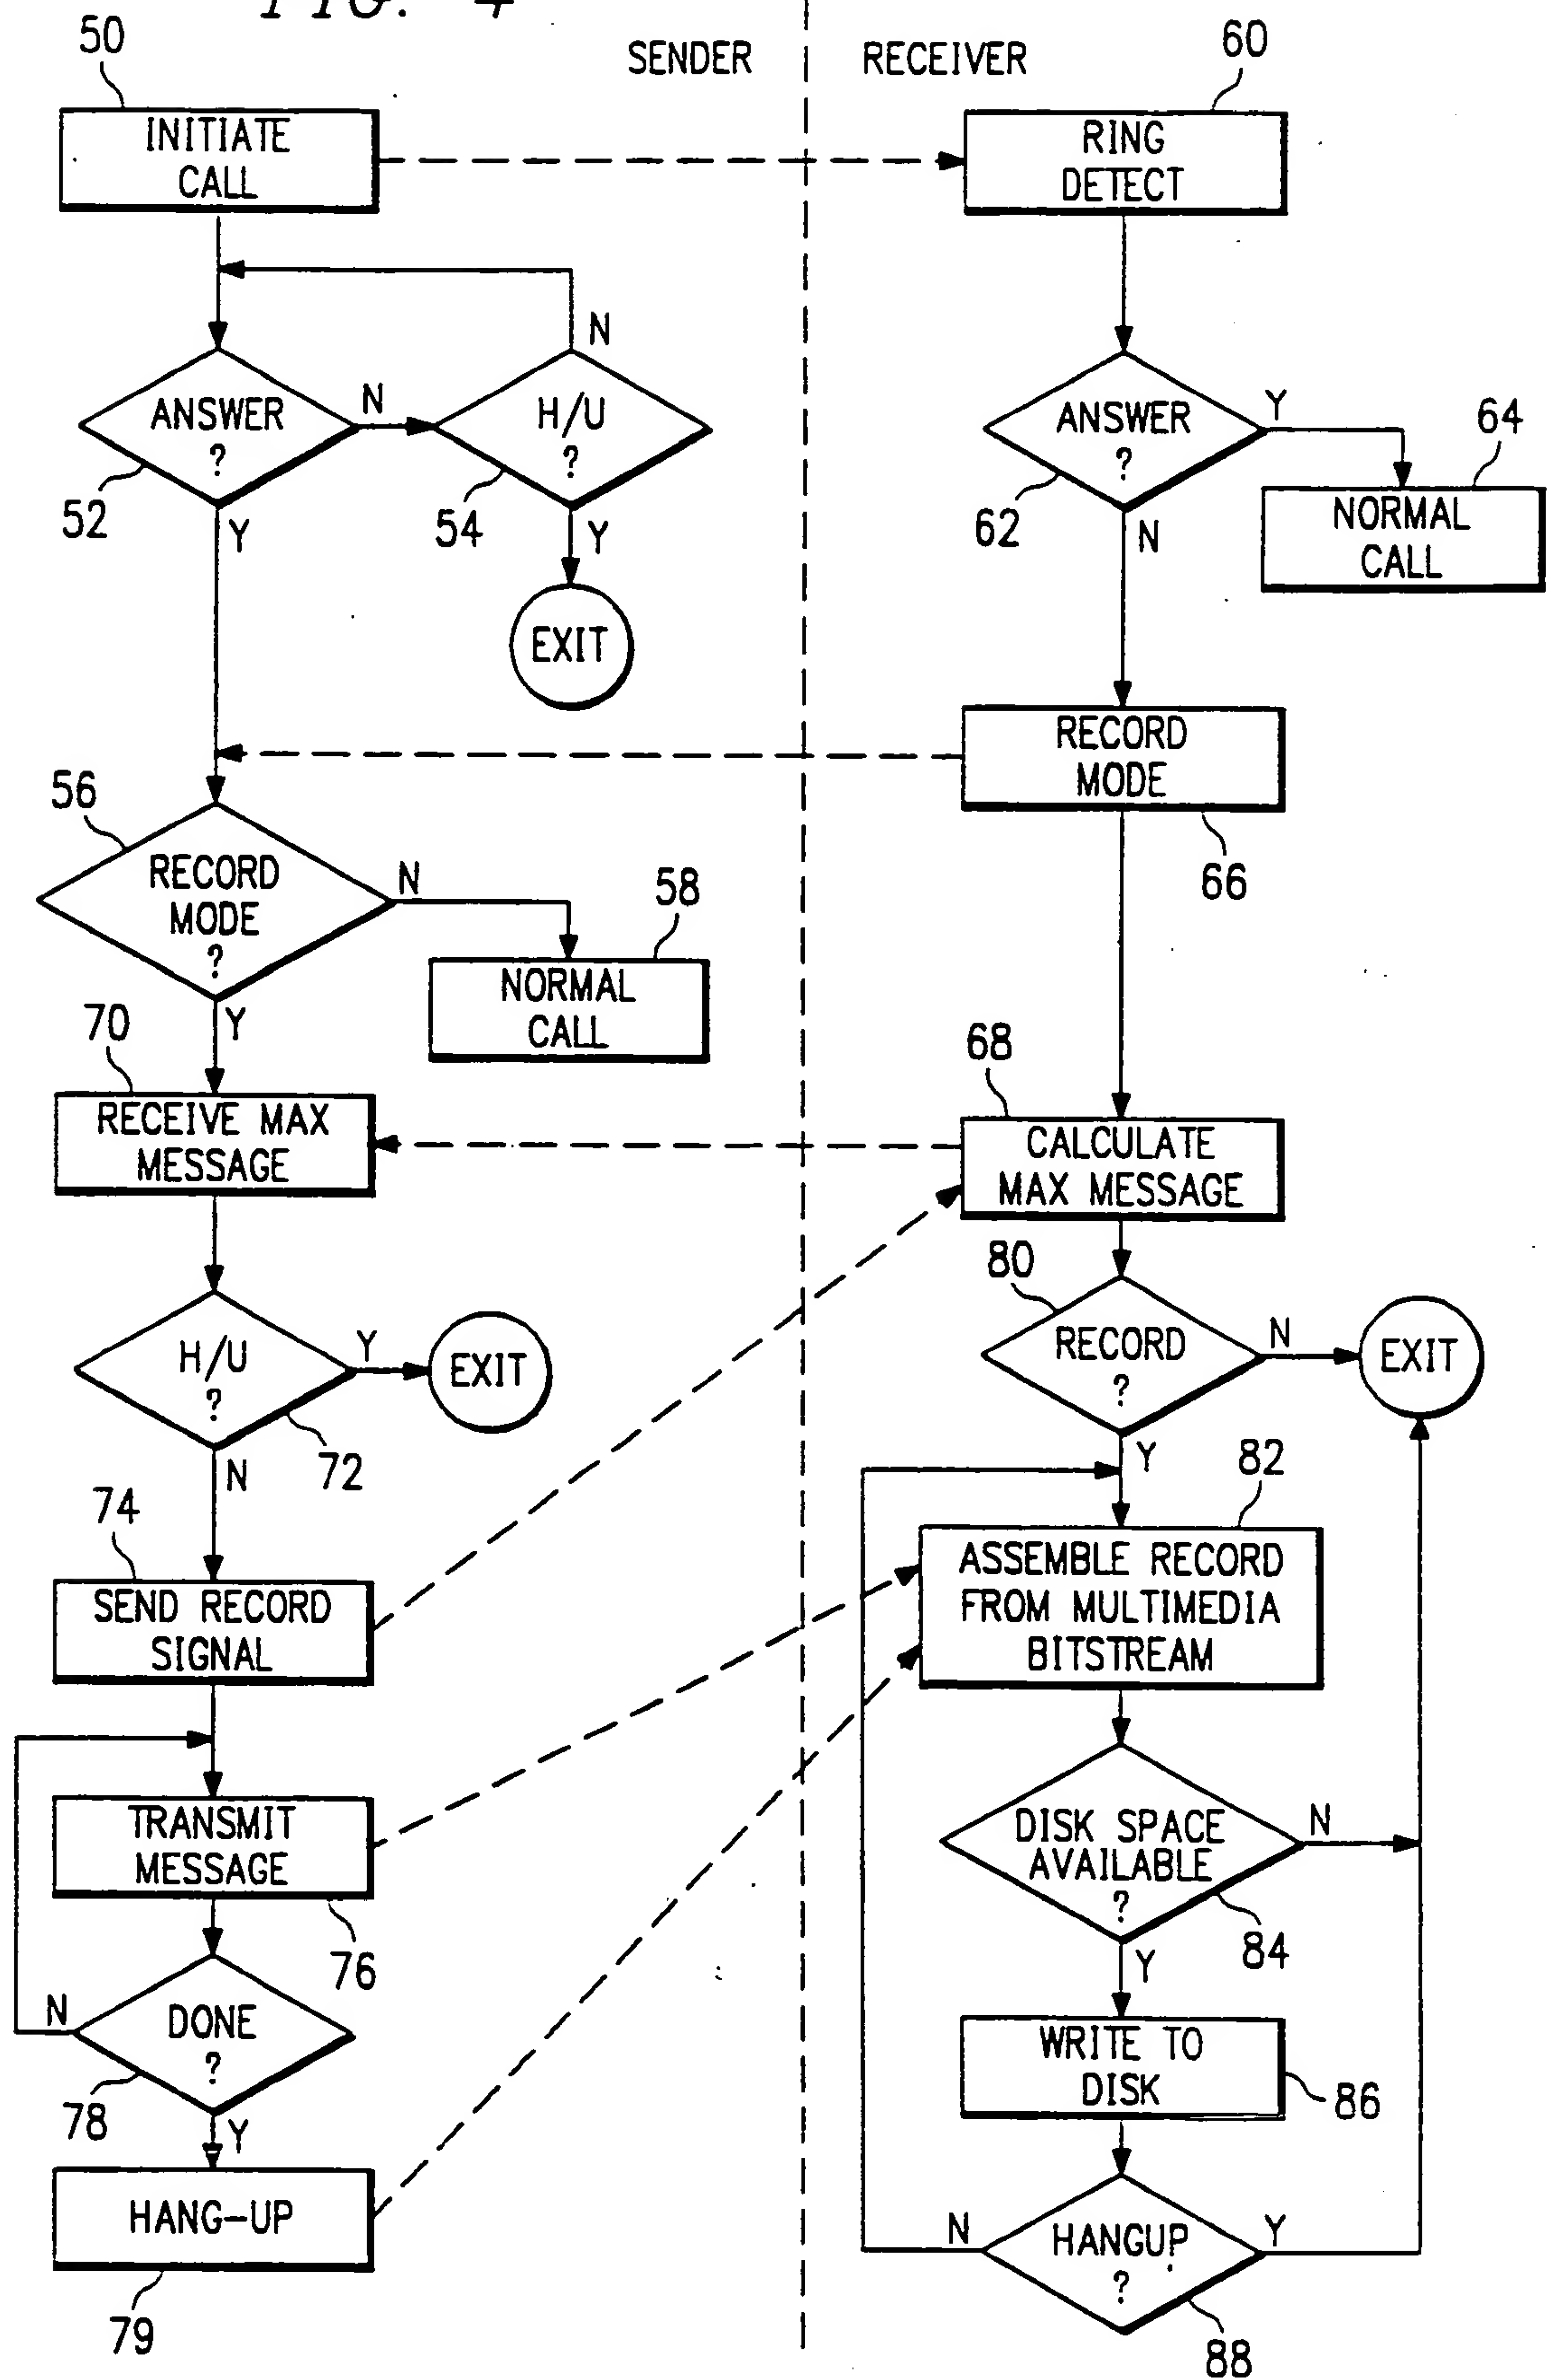 FIG. 4
SENDER
RECEIVER
50
INITIATE
CALL
60
RING
DETECT
ANSWER
?
52
N
Y
H/U
?
54
N
Y
EXIT
ANSWER
?
62
Y
N
64
NORMAL
CALL
RECORD
MODE
66
56
RECORD
MODE
?
N
Y
58
NORMAL
CALL
70
RECEIVE MAX
MESSAGE
68
CALCULATE
MAX MESSAGE
H/U
?
72
Y
N
EXIT
80
RECORD
?
N
Y
EXIT
74
SEND RECORD
SIGNAL
82
ASSEMBLE RECORD
FROM MULTIMEDIA
BITSTREAM
TRANSMIT
MESSAGE
76
DISK SPACE
AVAILABLE
?
84
N
Y
DONE
?
78
N
Y
WRITE TO
DISK
86
HANG-UP
79
HANGUP
?
88
N
Y